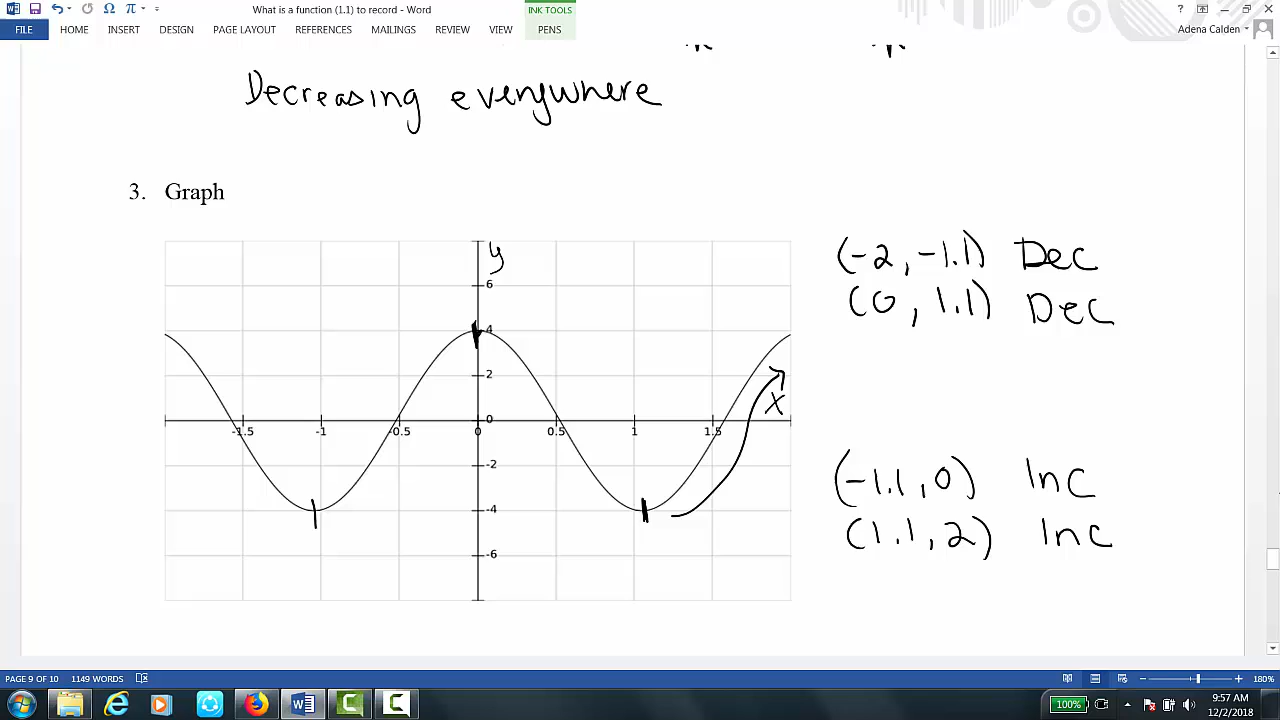 What is a function (1.1) to record - Word
INK TOOLS
FILE HOME INSERT DESIGN PAGE LAYOUT REFERENCES MAILINGS REVIEW VIEW PENS
Adena Calden
Decreasing everywhere
3. Graph
y
6
4
2
0
-1.5 -1 -0.5 0 0.5 1 1.5
x
-2
-4
-6
(-2, -1.1) Dec
(0, 1.1) Dec
(-1.1, 0) Inc
(1.1, 2) Inc
PAGE 9 OF 10 1149 WORDS
180%
100%
9:57 AM
12/2/2018